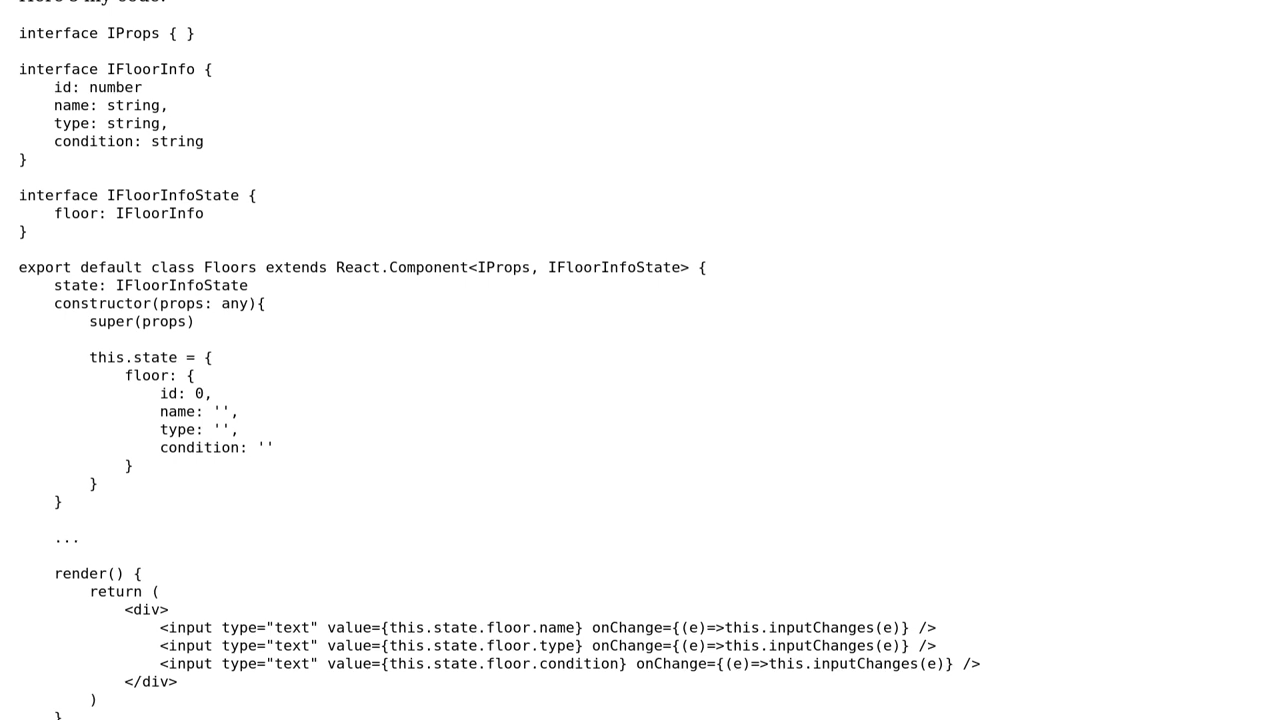 Here's my code:
interface IProps { }
interface IFloorInfo {
    id: number
    name: string,
    type: string,
    condition: string
}
interface IFloorInfoState {
    floor: IFloorInfo
}
export default class Floors extends React.Component<IProps, IFloorInfoState> {
    state: IFloorInfoState
    constructor(props: any){
        super(props)
        this.state = {
            floor: {
                id: 0,
                name: '',
                type: '',
                condition: ''
            }
        }
    }
    ...
    render() {
        return (
            <div>
                <input type="text" value={this.state.floor.name} onChange={(e)=>this.inputChanges(e)} />
                <input type="text" value={this.state.floor.type} onChange={(e)=>this.inputChanges(e)} />
                <input type="text" value={this.state.floor.condition} onChange={(e)=>this.inputChanges(e)} />
            </div>
        )
    }